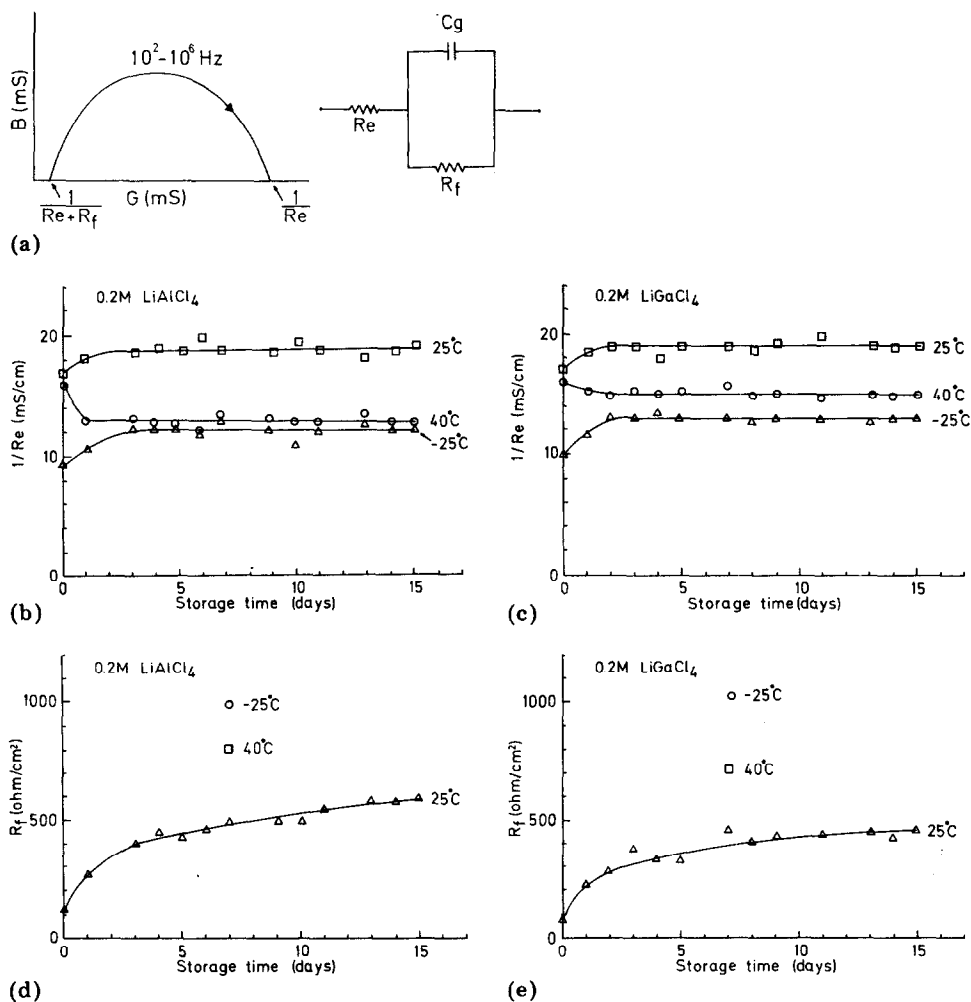 B (mS)
10²-10⁶ Hz
1/(Re+Rf)
G (mS)
1/Re
Cg
Re
Rf
(a)
0.2M LiAlCl₄
1/Re (mS/cm)
20
10
0
25°C
40°C
-25°C
0 5 10 15
Storage time (days)
(b)
0.2M LiGaCl₄
1/Re (mS/cm)
20
10
0
25°C
40°C
-25°C
0 5 10 15
Storage time (days)
(c)
0.2M LiAlCl₄
Rf (ohm/cm²)
1000
500
0
-25°C
40°C
25°C
0 5 10 15
Storage time (days)
(d)
0.2M LiGaCl₄
Rf (ohm/cm²)
1000
500
0
-25°C
40°C
25°C
0 5 10 15
Storage time (days)
(e)